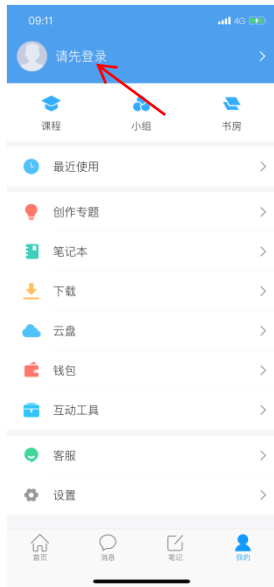 09:11 4G
请先登录
课程 小组 书房
最近使用
创作专题
笔记本
下载
云盘
钱包
互动工具
客服
设置
首页 消息 笔记 我的